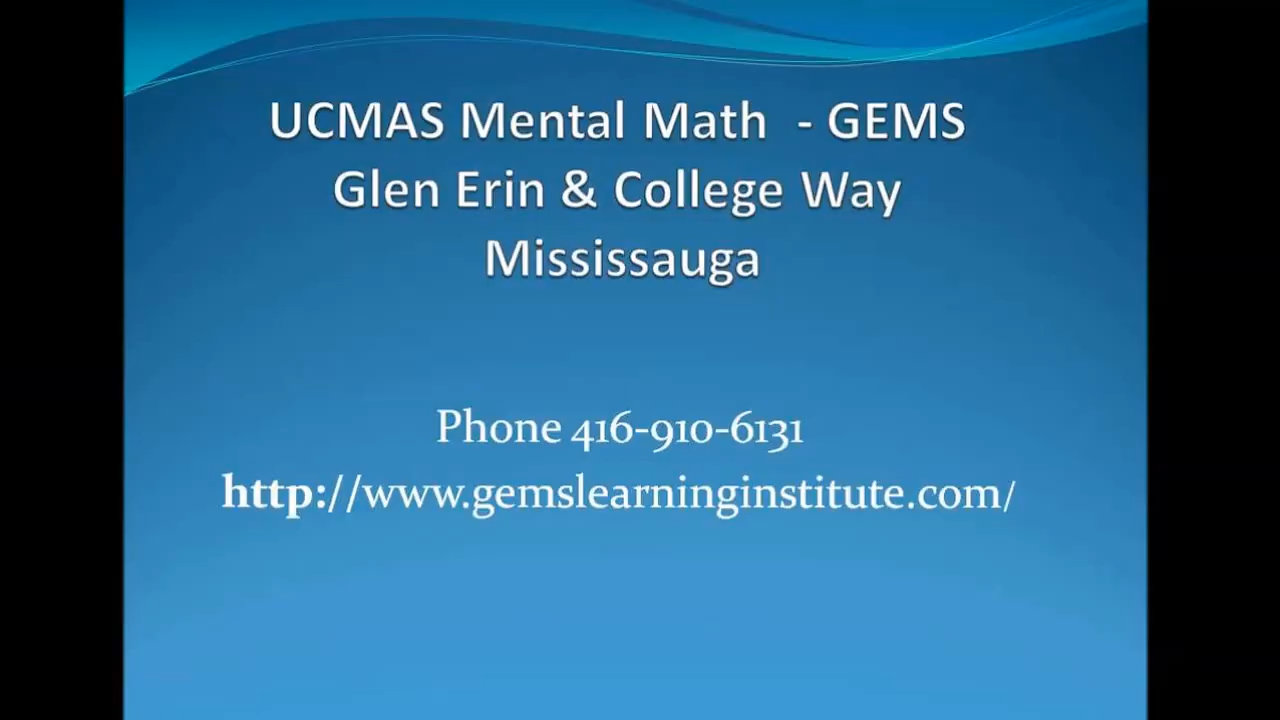 UCMAS Mental Math - GEMS
Glen Erin & College Way
Mississauga
Phone 416-910-6131
http://www.gemslearninginstitute.com/